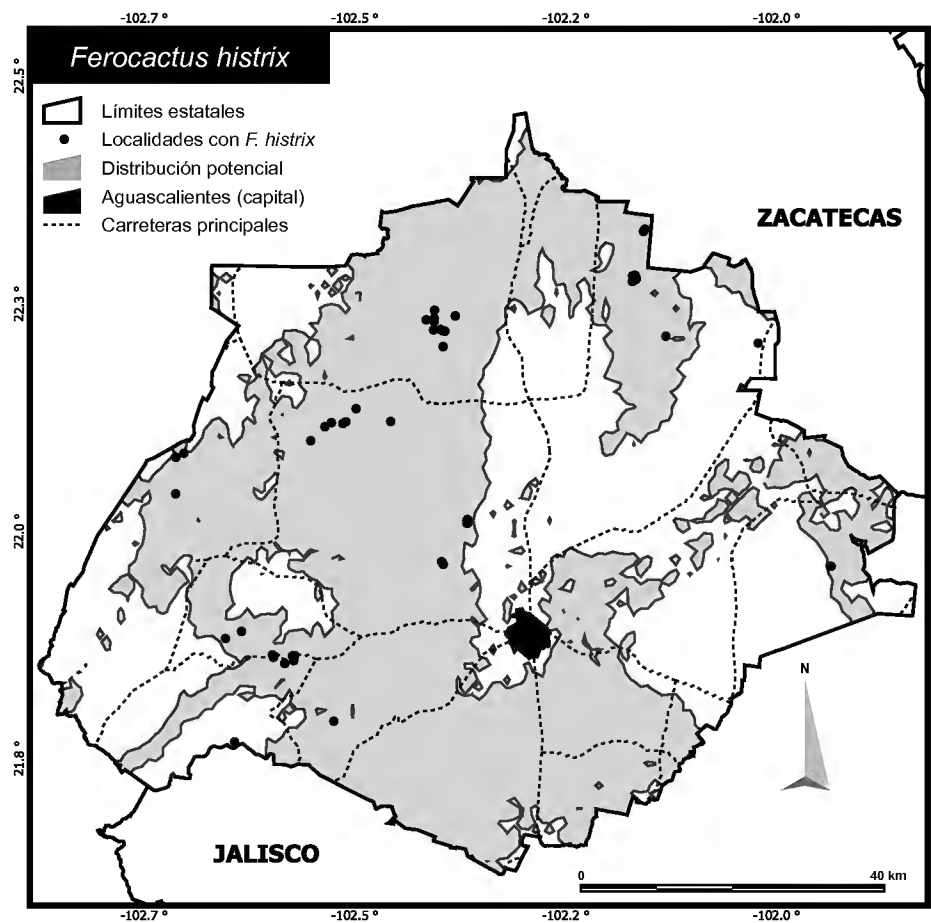 -102.7 °
-102.5 °
-102.2 °
-102.0 °
22.5 °
22.3 °
22.0 °
21.8 °
Ferocactus histrix
Límites estatales
Localidades con F. histrix
Distribución potencial
Aguascalientes (capital)
Carreteras principales
ZACATECAS
JALISCO
N
0
40 km
-102.7 °
-102.5 °
-102.2 °
-102.0 °